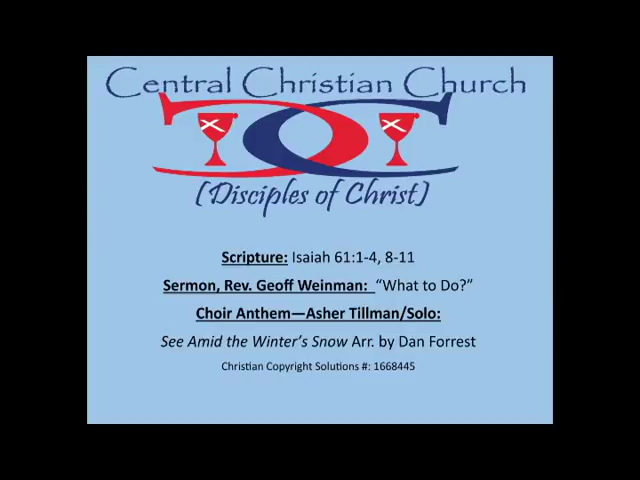 Central Christian Church
(Disciples of Christ)
Scripture: Isaiah 61:1-4, 8-11
Sermon, Rev. Geoff Weinman: “What to Do?”
Choir Anthem—Asher Tillman/Solo:
See Amid the Winter’s Snow Arr. by Dan Forrest
Christian Copyright Solutions #: 1668445